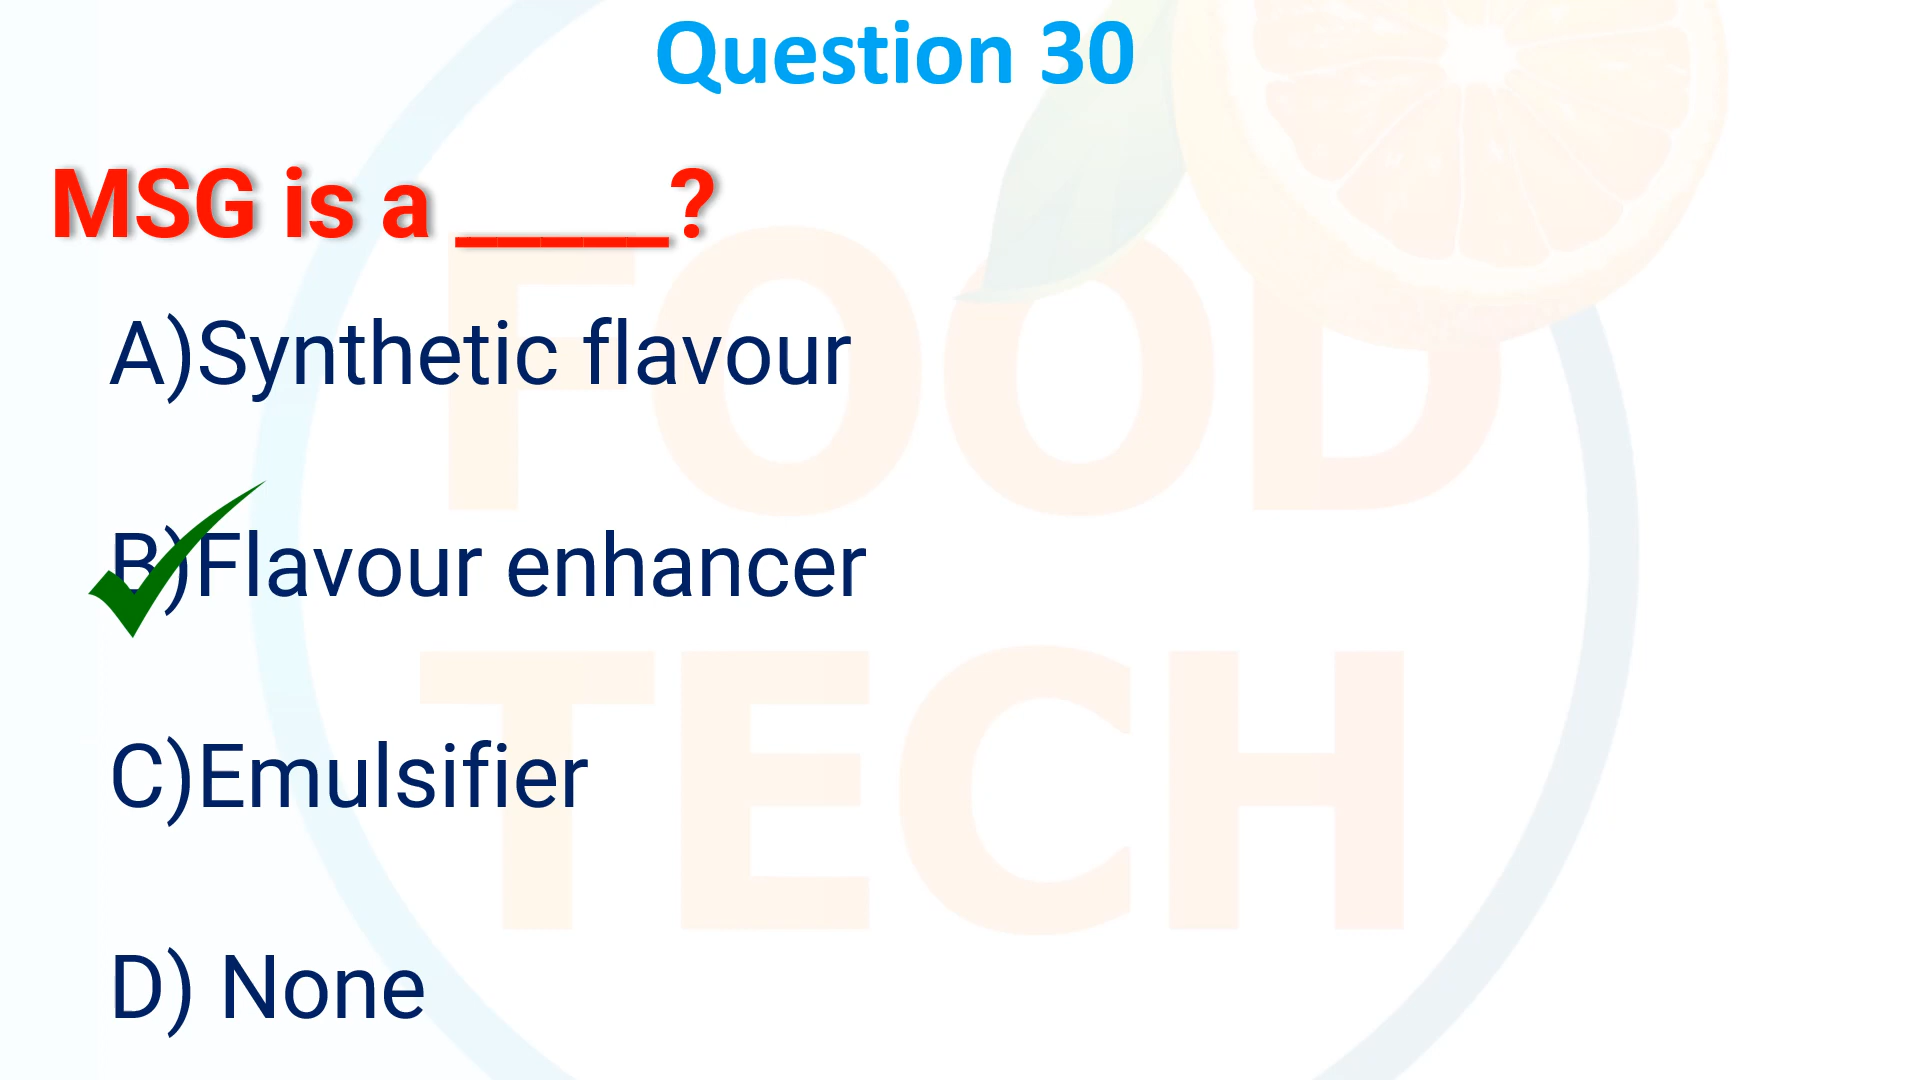 Question 30
MSG is a _____?
A)Synthetic flavour
B)Flavour enhancer
C)Emulsifier
D) None
FOOD
TECH